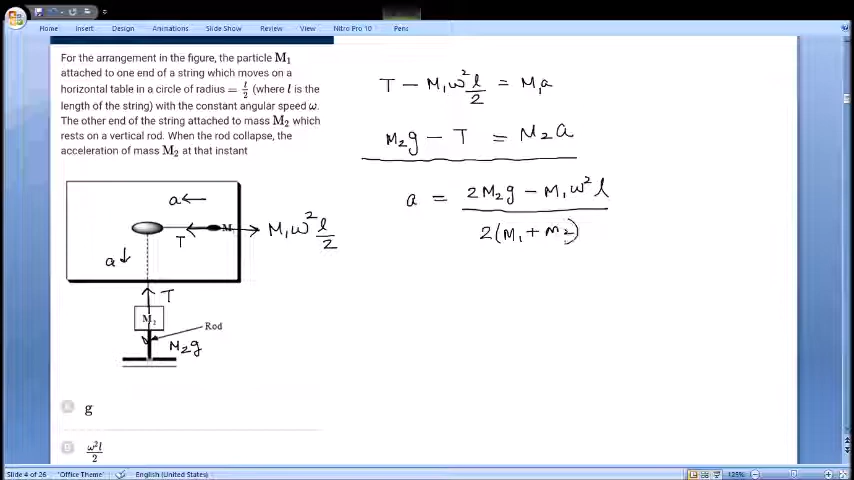 Home Insert Design Animations Slide Show Review View Nitro Pro 10 Pens
For the arrangement in the figure, the particle M₁
attached to one end of a string which moves on a
horizontal table in a circle of radius = l/2 (where l is the
length of the string) with the constant angular speed ω.
The other end of the string attached to mass M₂ which
rests on a vertical rod. When the rod collapse, the
acceleration of mass M₂ at that instant
T − M₁ω² l/2 = M₁a
M₂g − T = M₂a
a = (2M₂g − M₁ω² l) / 2(M₁ + M₂)
a ←
T
M₁ω² l/2
a ↓
T
M₂
Rod
M₂g
g
ω²l/2
Slide 4 of 26 "Office Theme" English (United States) 125%